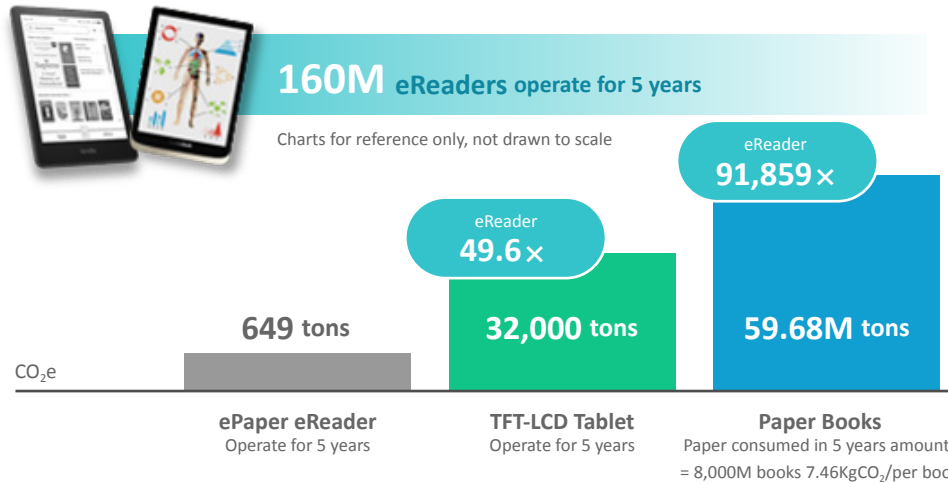 160M eReaders operate for 5 years
Charts for reference only, not drawn to scale
eReader
91,859×
eReader
49.6×
649 tons
32,000 tons
59.68M tons
CO₂e
ePaper eReader
Operate for 5 years
TFT-LCD Tablet
Operate for 5 years
Paper Books
Paper consumed in 5 years amount
= 8,000M books 7.46KgCO₂/per boo